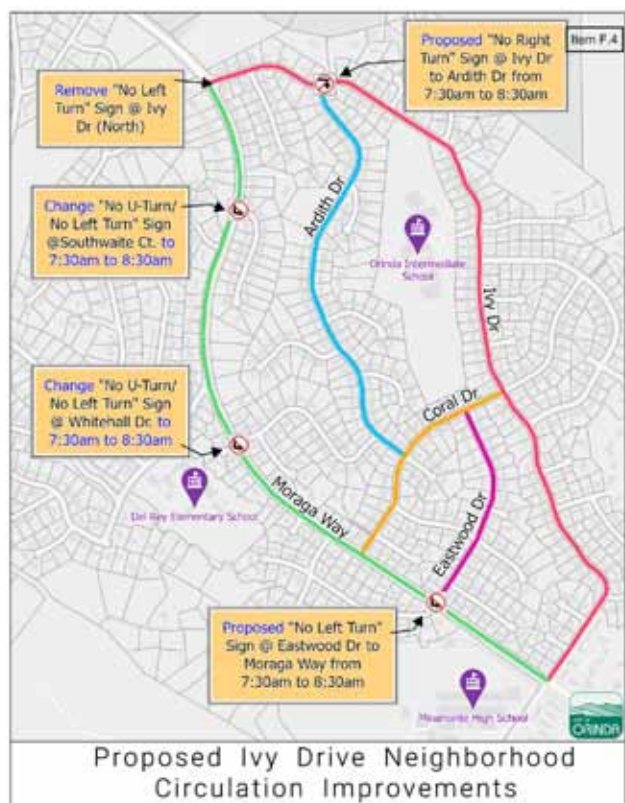 Item F.4
Proposed "No Right
Turn" Sign @ Ivy Dr
to Ardith Dr from
7:30am to 8:30am
Remove "No Left
Turn" Sign @ Ivy
Dr (North)
Change "No U-Turn/
No Left Turn" Sign
@Southwaite Ct. to
7:30am to 8:30am
Ardith Dr
Orinda Intermediate
School
Ivy Dr
Change "No U-Turn/
No Left Turn" Sign
@ Whitehall Dr. to
7:30am to 8:30am
Coral Dr
Del Rey Elementary School
Moraga Way
Eastwood Dr
Proposed "No Left Turn"
Sign @ Eastwood Dr to
Moraga Way from
7:30am to 8:30am
Miramonte High School
ORINDA
Proposed Ivy Drive Neighborhood
Circulation Improvements